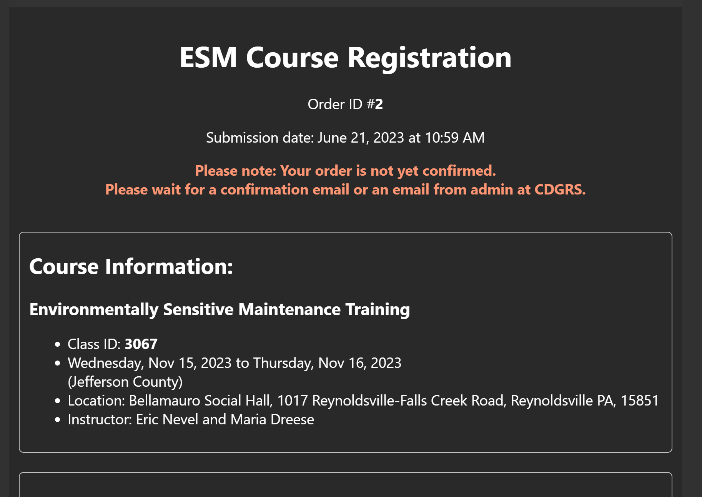 ESM Course Registration
Order ID #2
Submission date: June 21, 2023 at 10:59 AM
Please note: Your order is not yet confirmed.
Please wait for a confirmation email or an email from admin at CDGRS.
Course Information:
Environmentally Sensitive Maintenance Training
• Class ID: 3067
• Wednesday, Nov 15, 2023 to Thursday, Nov 16, 2023
(Jefferson County)
• Location: Bellamauro Social Hall, 1017 Reynoldsville-Falls Creek Road, Reynoldsville PA, 15851
• Instructor: Eric Nevel and Maria Dreese